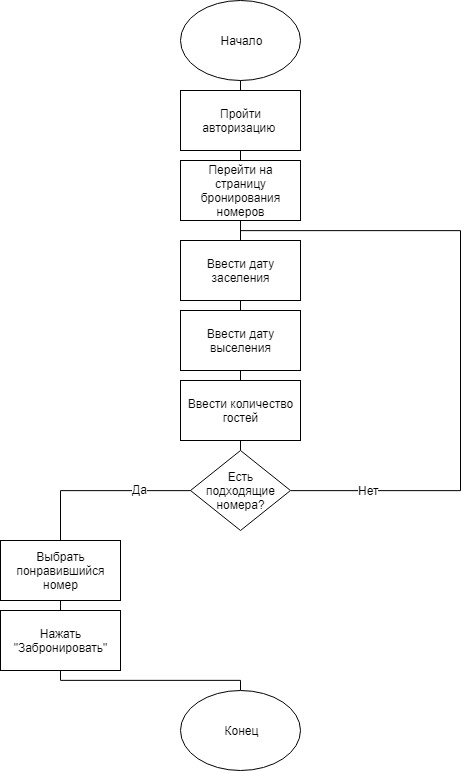 Начало
Пройти
авторизацию
Перейти на
страницу
бронирования
номеров
Ввести дату
заселения
Ввести дату
выселения
Ввести количество
гостей
Есть
подходящие
номера?
Да
Нет
Выбрать
понравившийся
номер
Нажать
"Забронировать"
Конец